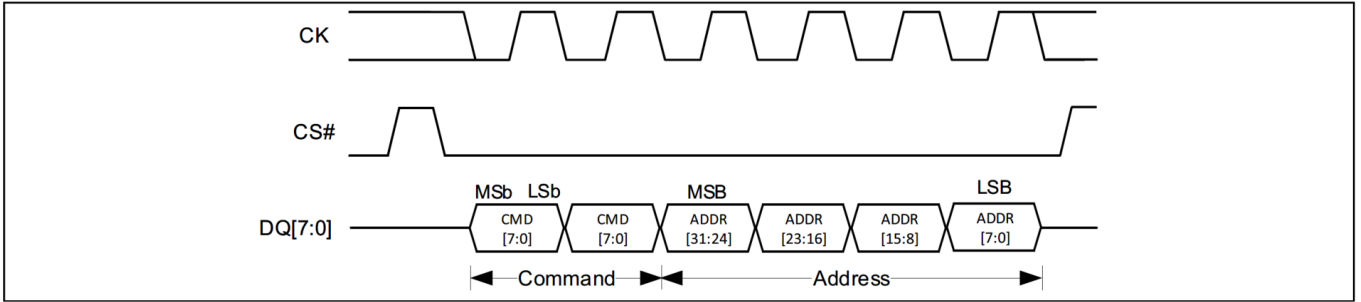 CK
CS#
MSb LSb MSB LSB
DQ[7:0] CMD [7:0] CMD [7:0] ADDR [31:24] ADDR [23:16] ADDR [15:8] ADDR [7:0]
Command Address